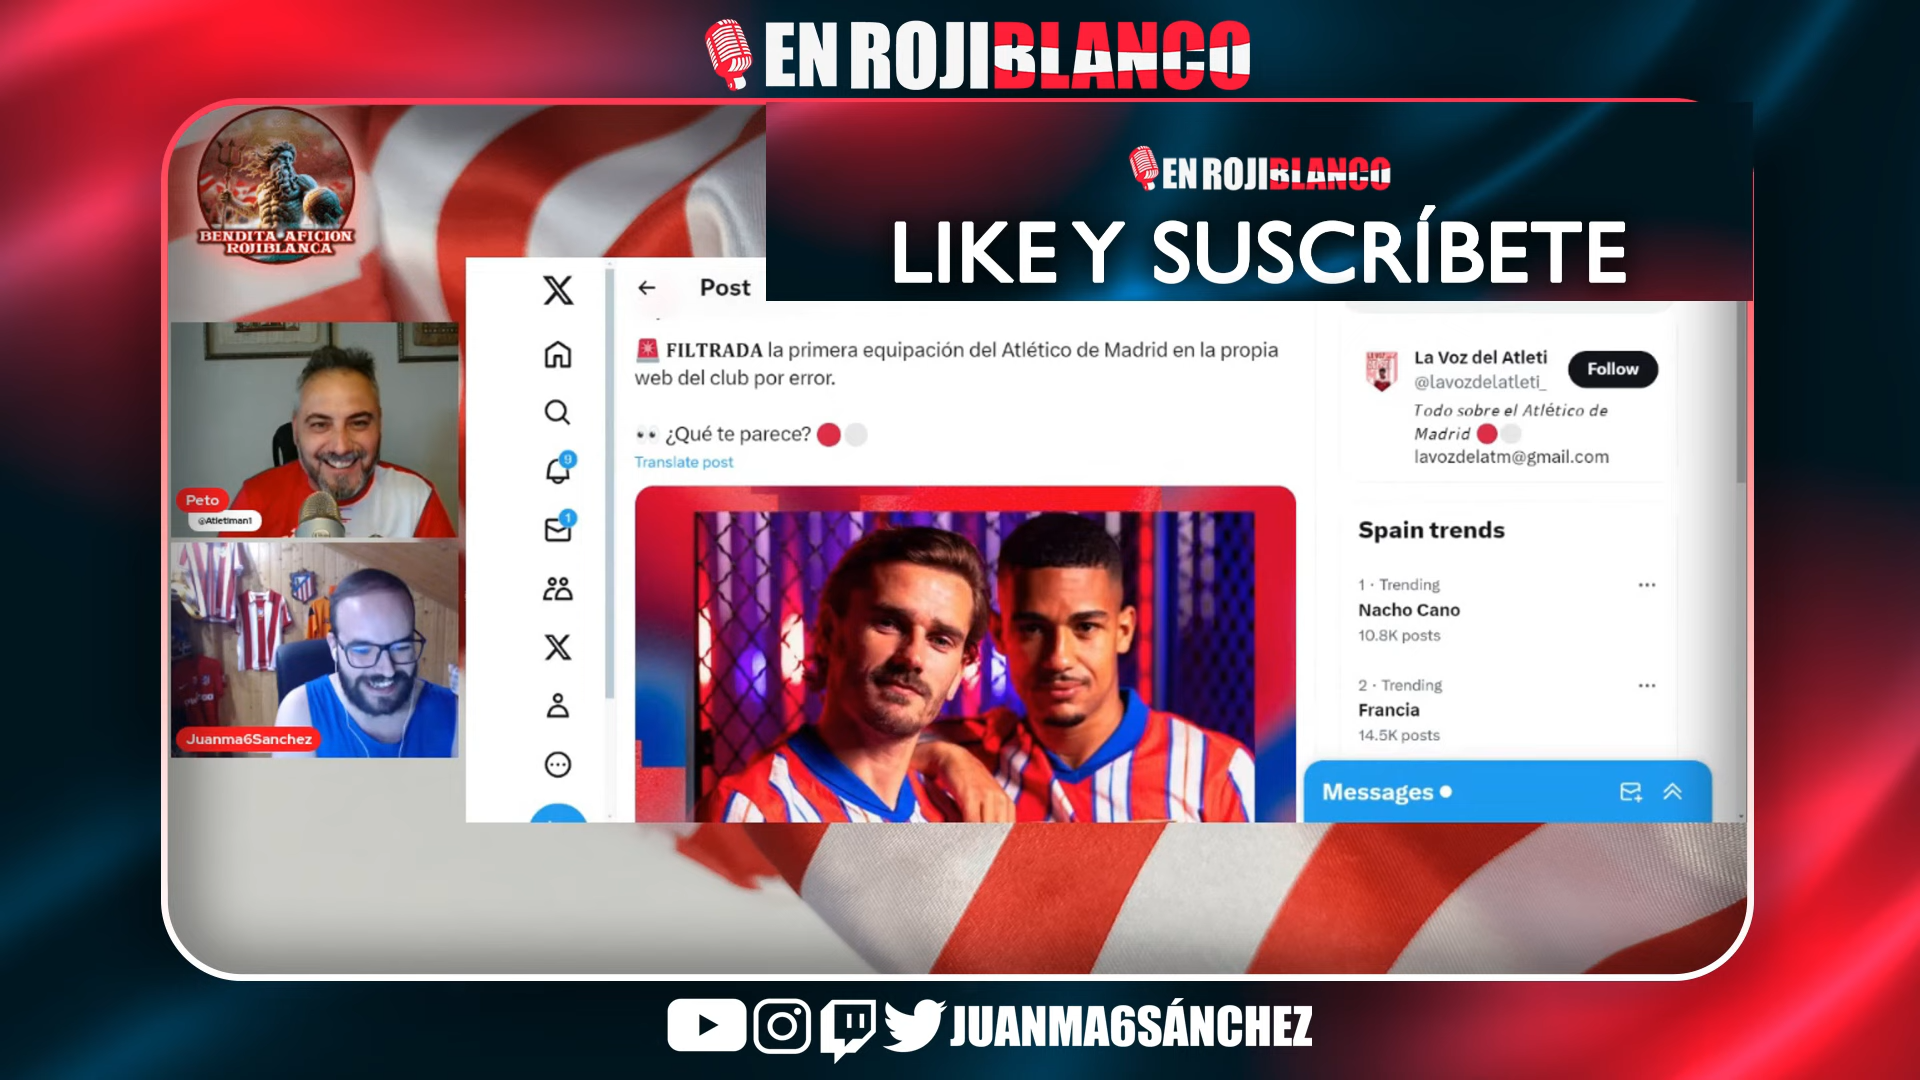 EN ROJIBLANCO
BENDITA AFICION
ROJIBLANCA
EN ROJIBLANCO
LIKE Y SUSCRÍBETE
Post
🚨 FILTRADA la primera equipación del Atlético de Madrid en la propia
web del club por error.
👀 ¿Qué te parece? 🔴⚪
Translate post
9
1
La Voz del Atleti
@lavozdelatleti_
Follow
Todo sobre el Atlético de
Madrid 🔴⚪
lavozdelatm@gmail.com
Spain trends
1 · Trending
Nacho Cano
10.8K posts
2 · Trending
Francia
14.5K posts
Messages
Peto
@Atletiman1
Juanma6Sanchez
JUANMA6SÁNCHEZ